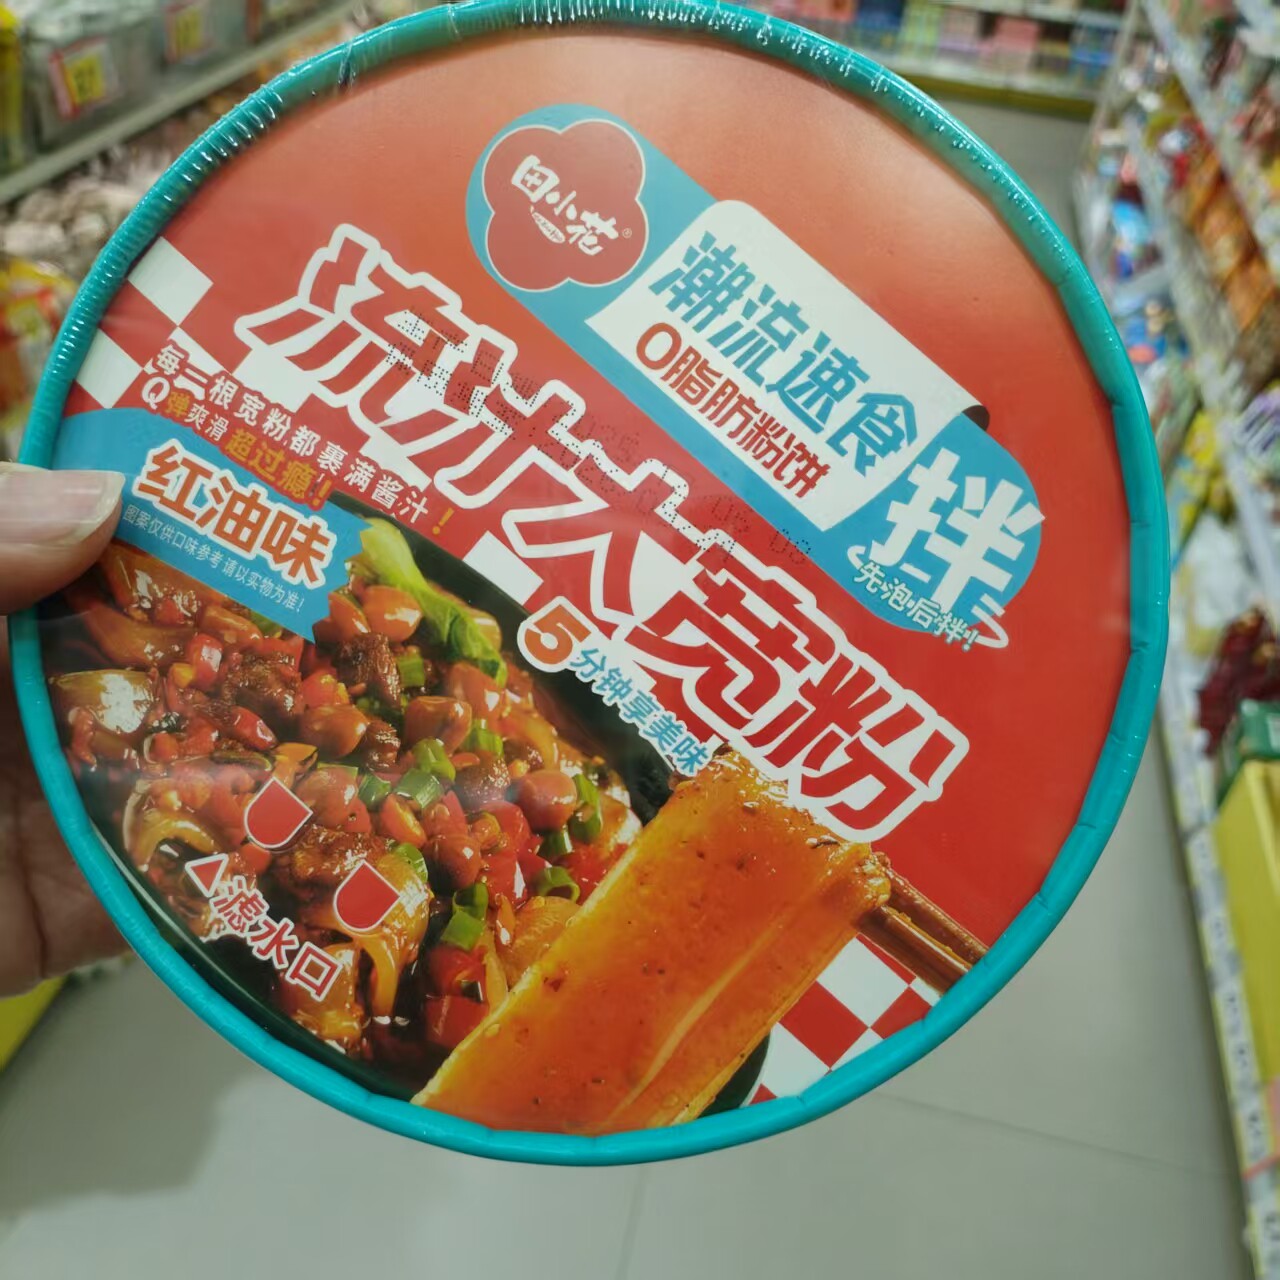 田小花
潮流速食
0脂肪粉饼
拌
先泡后拌!
流汁大宽粉
每一根宽粉都裹满酱汁!
Q弹爽滑超过瘾!
红油味
图案仅供口味参考 请以实物为准!
5分钟享美味
滤水口